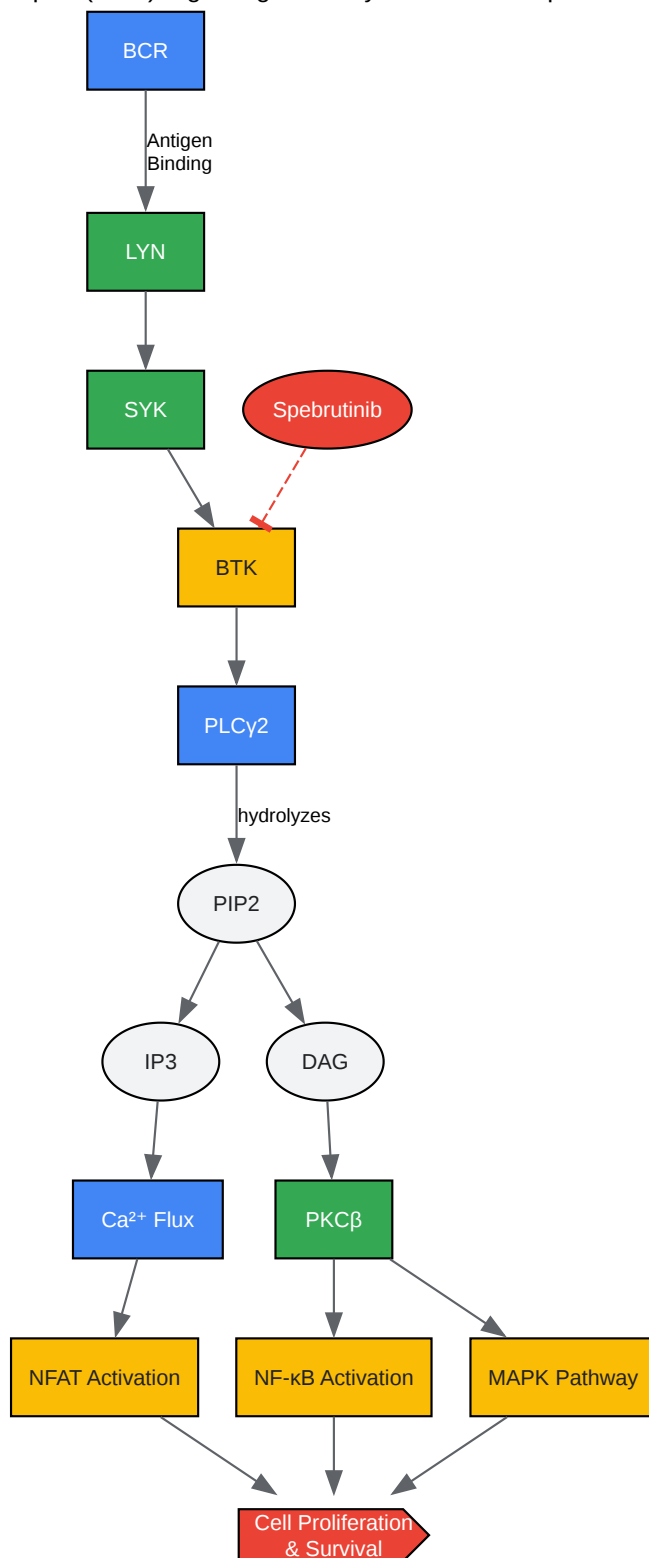 BCR
Antigen
Binding
LYN
SYK
Spebrutinib
BTK
PLCγ2
hydrolyzes
PIP2
IP3
DAG
Ca²⁺ Flux
PKCβ
NFAT Activation
NF-κB Activation
MAPK Pathway
Cell Proliferation
& Survival